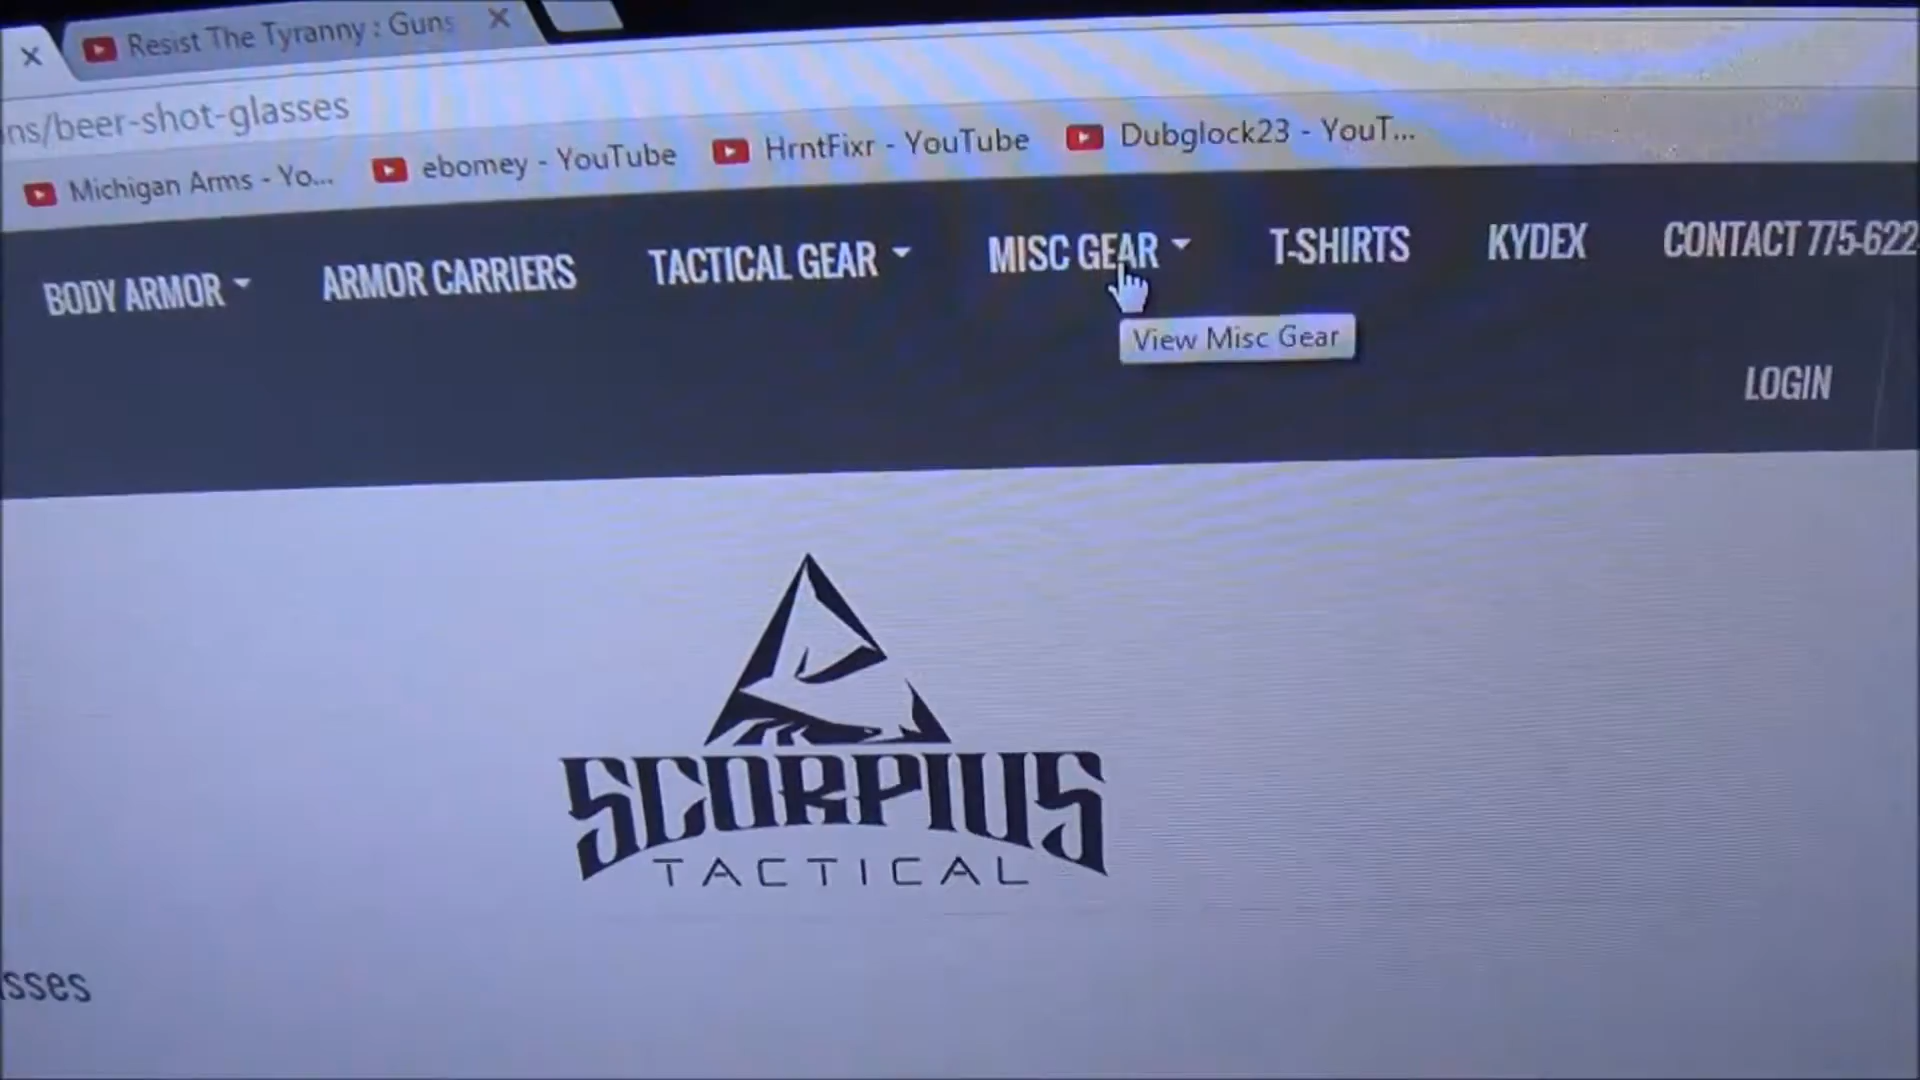 Resist The Tyranny : Guns
ns/beer-shot-glasses
Michigan Arms - Yo... ebomey - YouTube HrntFixr - YouTube Dubglock23 - YouT...
BODY ARMOR ARMOR CARRIERS TACTICAL GEAR MISC GEAR T-SHIRTS KYDEX CONTACT 775-622
View Misc Gear
LOGIN
SCORPIUS
TACTICAL
sses